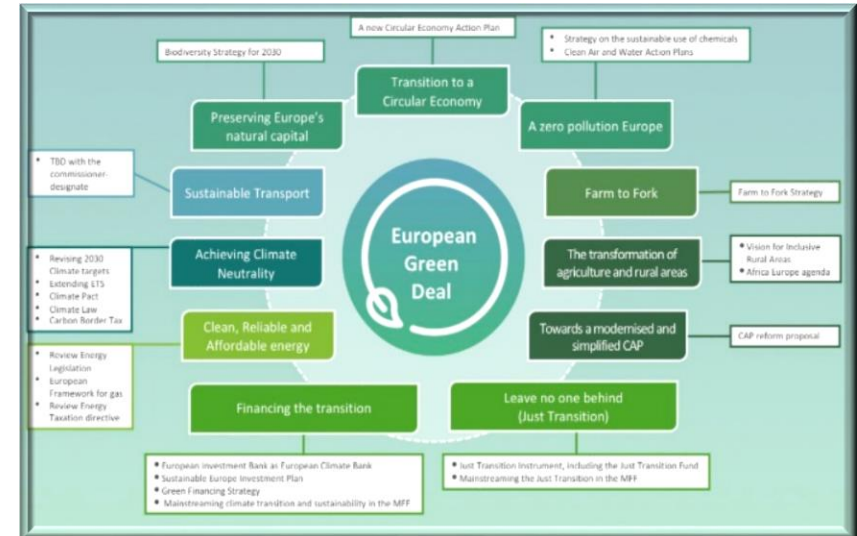 A new Circular Economy Action Plan
Biodiversity Strategy for 2030
• Strategy on the sustainable use of chemicals
• Clean Air and Water Action Plans
Transition to a
Circular Economy
Preserving Europe's
natural capital
A zero pollution Europe
• TBD with the
commissioner-
designate
Sustainable Transport
Farm to Fork
Farm to Fork Strategy
European
Green
Deal
• Revising 2030
Climate targets
• Extending ETS
• Climate Pact
• Climate Law
• Carbon Border Tax
Achieving Climate
Neutrality
The transformation of
agriculture and rural areas
• Vision for Inclusive
Rural Areas
• Africa Europe agenda
Clean, Reliable and
Affordable energy
Towards a modernised and
simplified CAP
CAP reform proposal
• Review Energy
Legislation
• European
Framework for gas
• Review Energy
Taxation directive
Financing the transition
Leave no one behind
(Just Transition)
• European Investment Bank as European Climate Bank
• Sustainable Europe Investment Plan
• Green Financing Strategy
• Mainstreaming climate transition and sustainability in the MFF
• Just Transition Instrument, including the Just Transition Fund
• Mainstreaming the Just Transition in the MFF